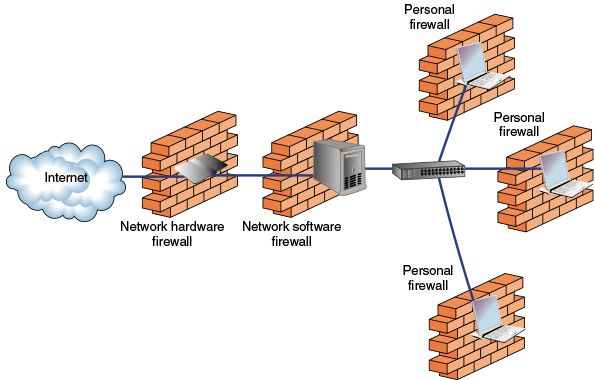 Personal
firewall
Personal
firewall
Internet
Network hardware
firewall
Network software
firewall
Personal
firewall